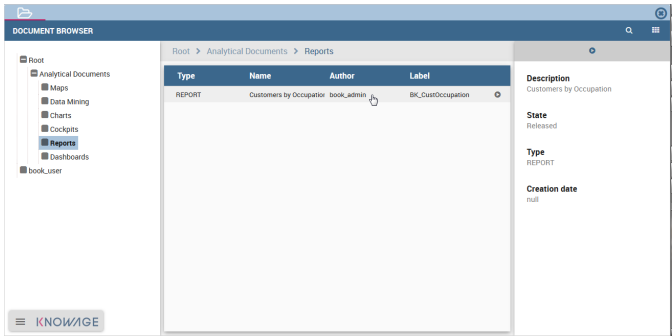 DOCUMENT BROWSER
Root
Analytical Documents
Maps
Data Mining
Charts
Cockpits
Reports
Dashboards
book_user
Root > Analytical Documents > Reports
Type Name Author Label
REPORT Customers by Occupation book_admin BK_CustOccupation
Description
Customers by Occupation
State
Released
Type
REPORT
Creation date
null
KNOWAGE